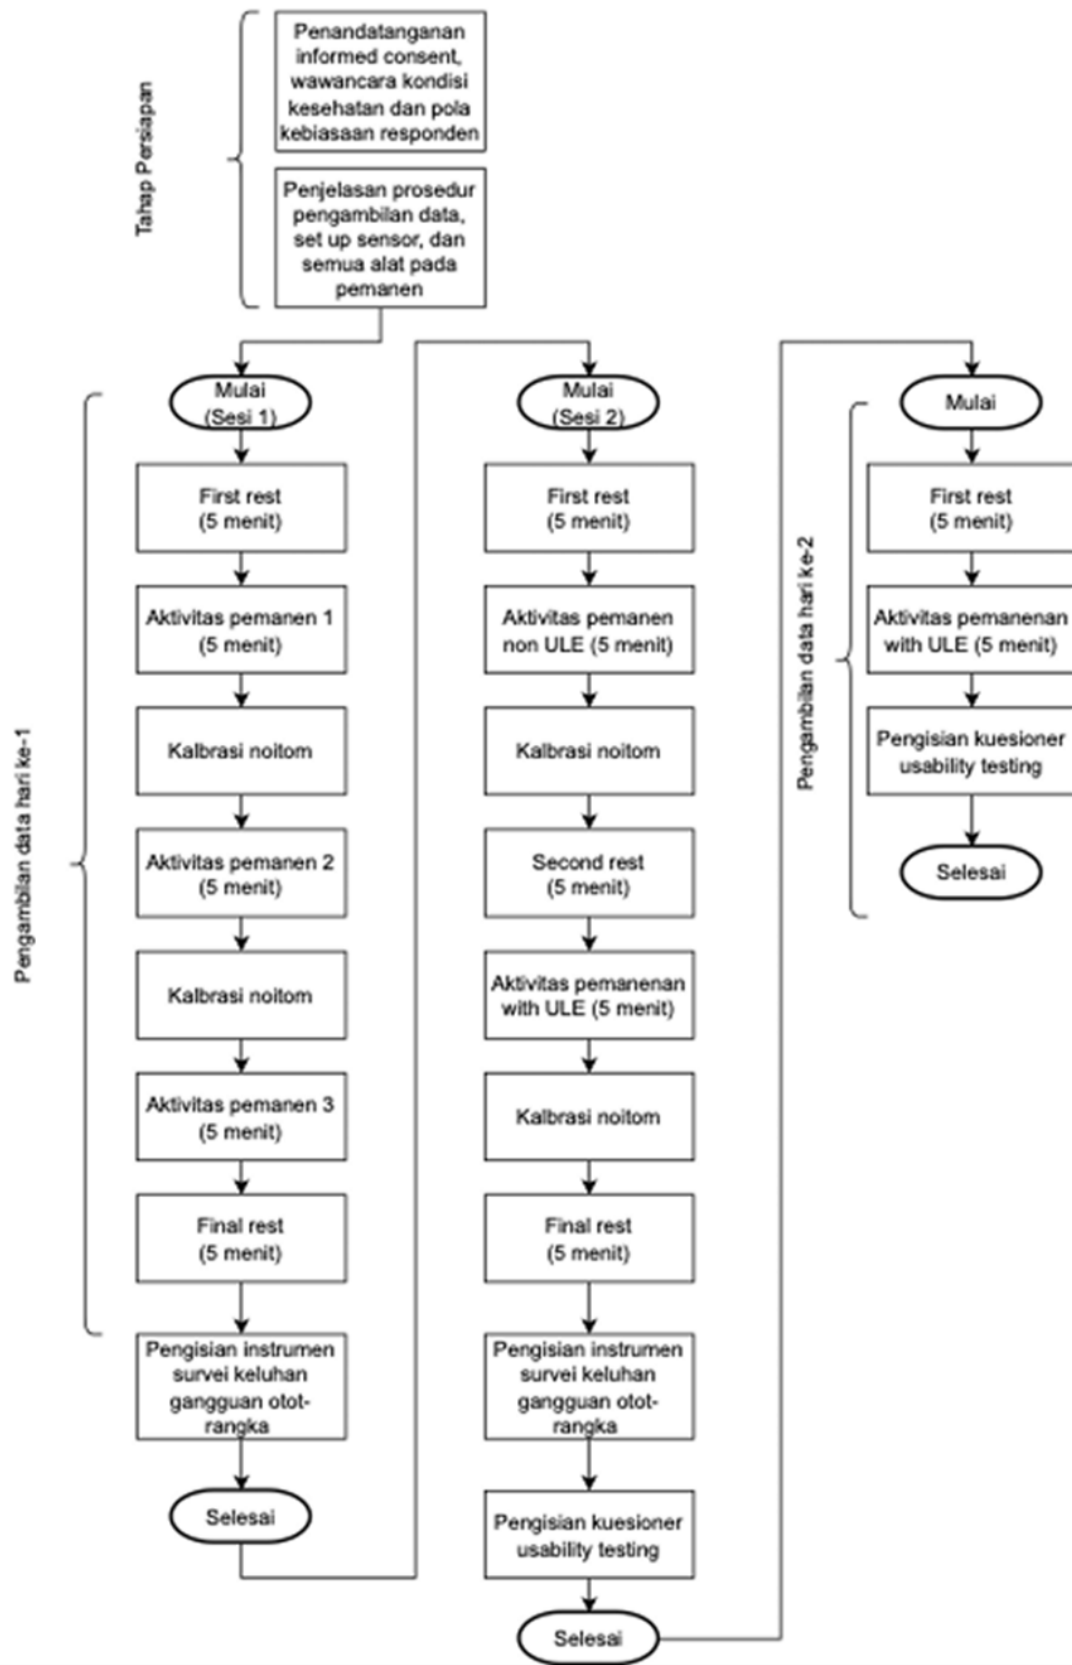 Tahap Persiapan
Penandatanganan
informed consent,
wawancara kondisi
kesehatan dan pola
kebiasaan responden
Penjelasan prosedur
pengambilan data,
set up sensor, dan
semua alat pada
pemanen
Pengambilan data hari ke-1
Mulai
(Sesi 1)
First rest
(5 menit)
Aktivitas pemanen 1
(5 menit)
Kalbrasi noitom
Aktivitas pemanen 2
(5 menit)
Kalbrasi noitom
Aktivitas pemanen 3
(5 menit)
Final rest
(5 menit)
Pengisian instrumen
survei keluhan
gangguan otot-
rangka
Selesai
Mulai
(Sesi 2)
First rest
(5 menit)
Aktivitas pemanen
non ULE (5 menit)
Kalbrasi noitom
Second rest
(5 menit)
Aktivitas pemanenan
with ULE (5 menit)
Kalbrasi noitom
Final rest
(5 menit)
Pengisian instrumen
survei keluhan
gangguan otot-
rangka
Pengisian kuesioner
usability testing
Selesai
Pengambilan data hari ke-2
Mulai
First rest
(5 menit)
Aktivitas pemanenan
with ULE (5 menit)
Pengisian kuesioner
usability testing
Selesai